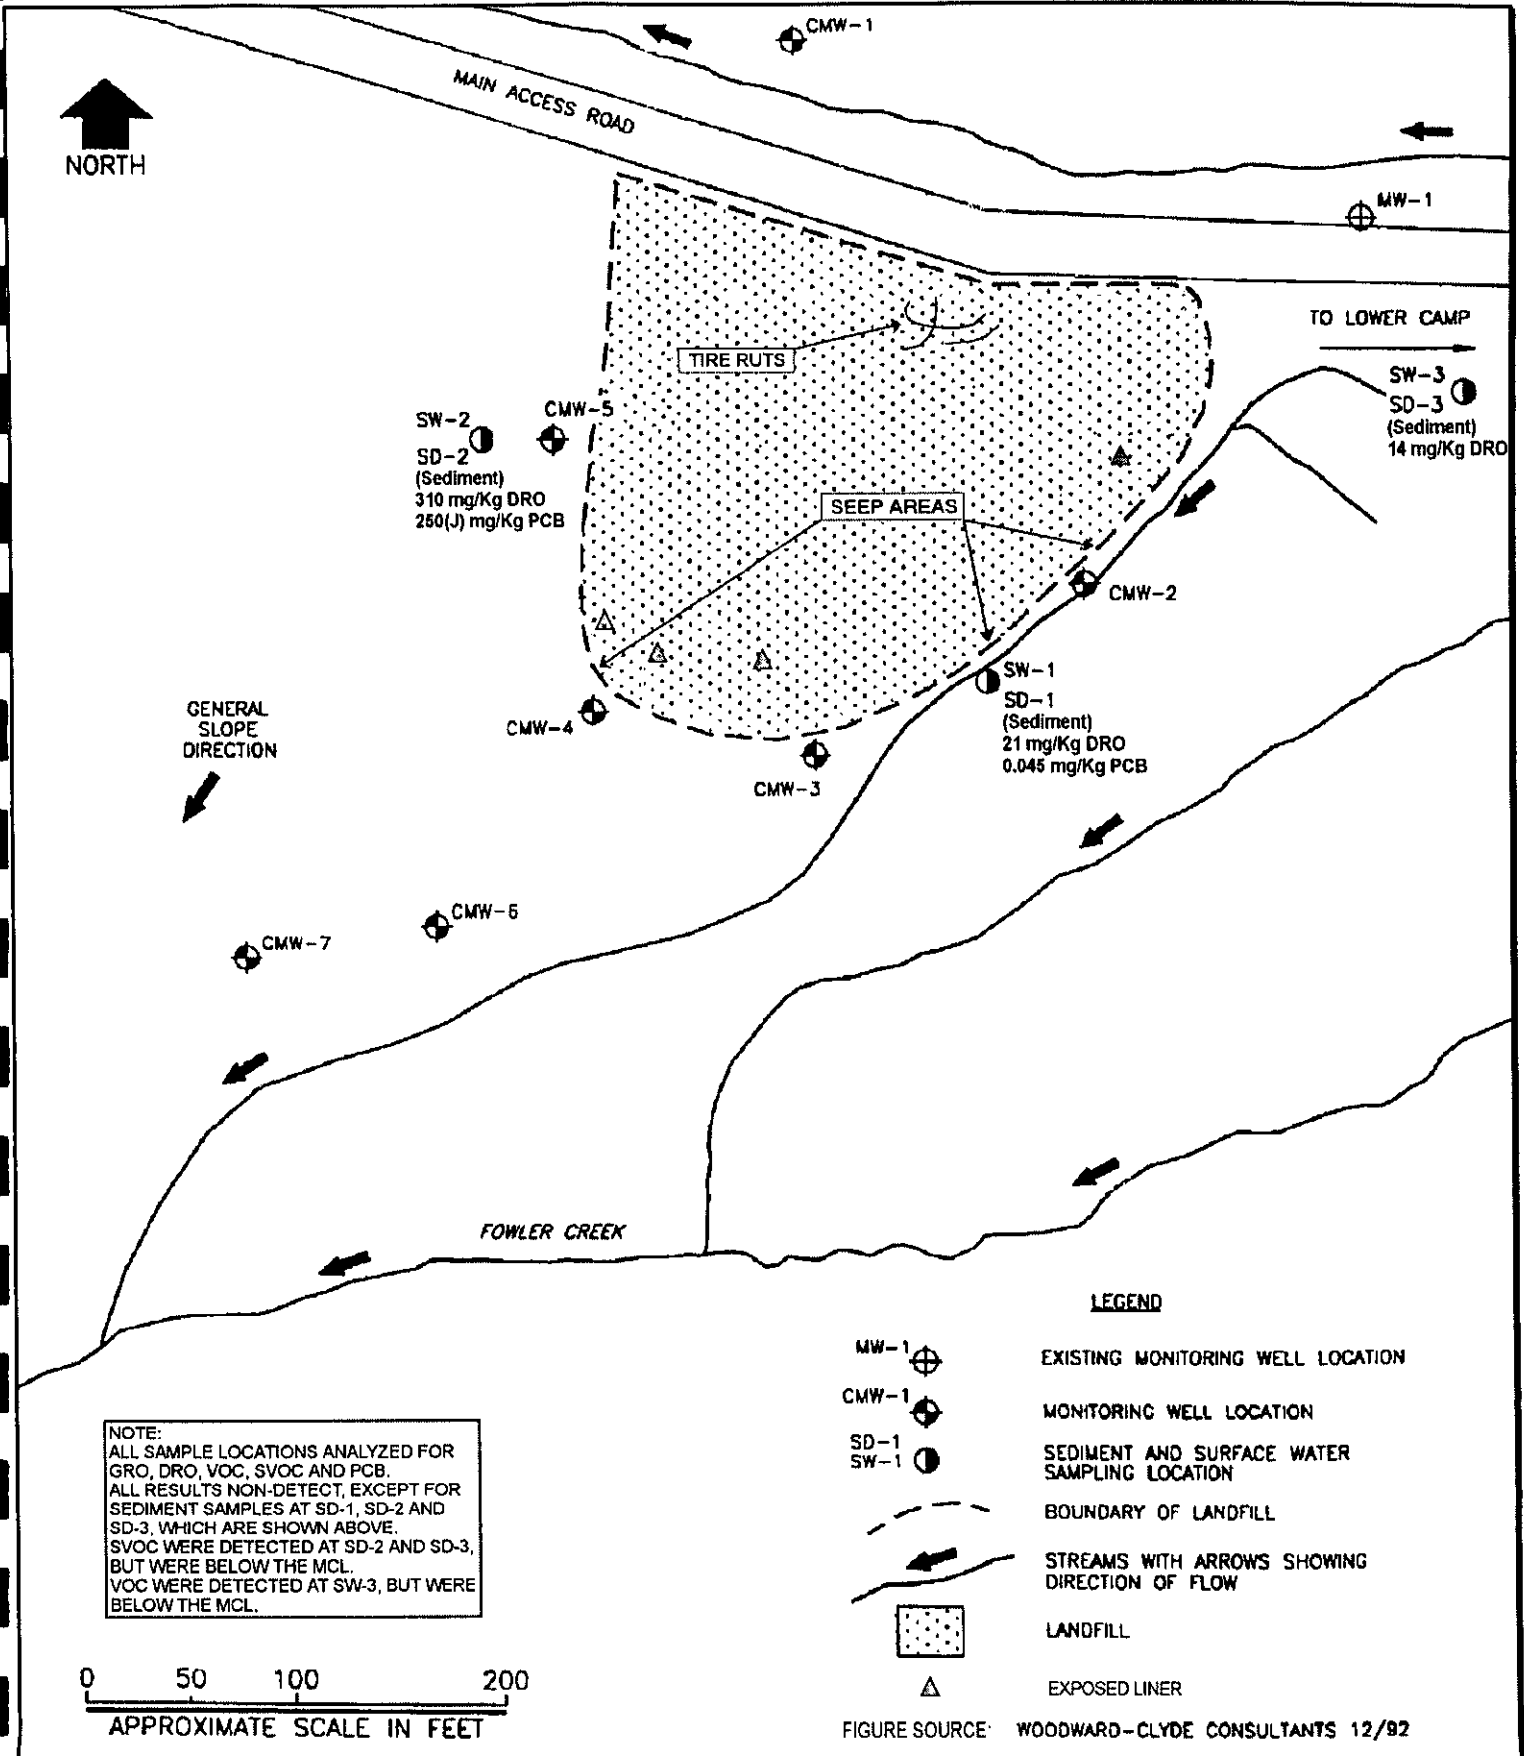 CMW-1
MAIN ACCESS ROAD
NORTH
MW-1
TO LOWER CAMP
TIRE RUTS
SW-3
SD-3
(Sediment)
14 mg/Kg DRO
SW-2
CMW-5
SD-2
(Sediment)
310 mg/Kg DRO
250(J) mg/Kg PCB
SEEP AREAS
CMW-2
SW-1
SD-1
(Sediment)
21 mg/Kg DRO
0.045 mg/Kg PCB
GENERAL
SLOPE
DIRECTION
CMW-4
CMW-3
CMW-6
CMW-7
FOWLER CREEK
LEGEND
MW-1
EXISTING MONITORING WELL LOCATION
CMW-1
MONITORING WELL LOCATION
SD-1
SW-1
SEDIMENT AND SURFACE WATER
SAMPLING LOCATION
BOUNDARY OF LANDFILL
STREAMS WITH ARROWS SHOWING
DIRECTION OF FLOW
LANDFILL
EXPOSED LINER
NOTE:
ALL SAMPLE LOCATIONS ANALYZED FOR
GRO, DRO, VOC, SVOC AND PCB.
ALL RESULTS NON-DETECT, EXCEPT FOR
SEDIMENT SAMPLES AT SD-1, SD-2 AND
SD-3, WHICH ARE SHOWN ABOVE.
SVOC WERE DETECTED AT SD-2 AND SD-3,
BUT WERE BELOW THE MCL.
VOC WERE DETECTED AT SW-3, BUT WERE
BELOW THE MCL.
0 50 100 200
APPROXIMATE SCALE IN FEET
FIGURE SOURCE: WOODWARD-CLYDE CONSULTANTS 12/92